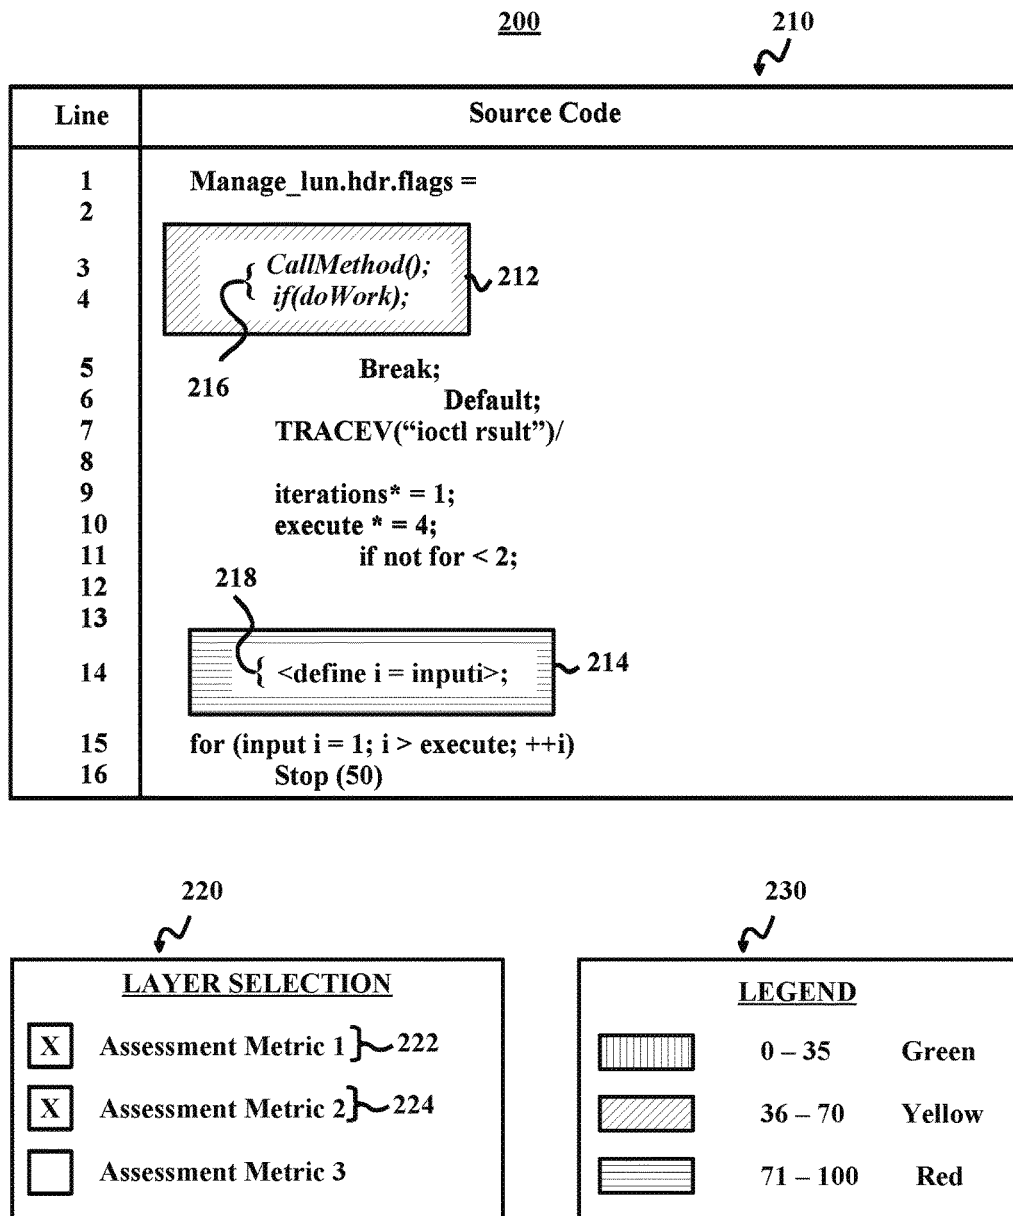 200
210
Line Source Code
1 Manage_lun.hdr.flags =
2
3 { CallMethod();
4 { if(doWork);
212
216
5 Break;
6 Default;
7 TRACEV(“ioctl rsult”)/
8
9 iterations* = 1;
10 execute * = 4;
11 if not for < 2;
218
12
13
14 { <define i = inputi>;
214
15 for (input i = 1; i > execute; ++i)
16 Stop (50)
220
LAYER SELECTION
X Assessment Metric 1 } 222
X Assessment Metric 2 } 224
Assessment Metric 3
230
LEGEND
0 – 35 Green
36 – 70 Yellow
71 – 100 Red